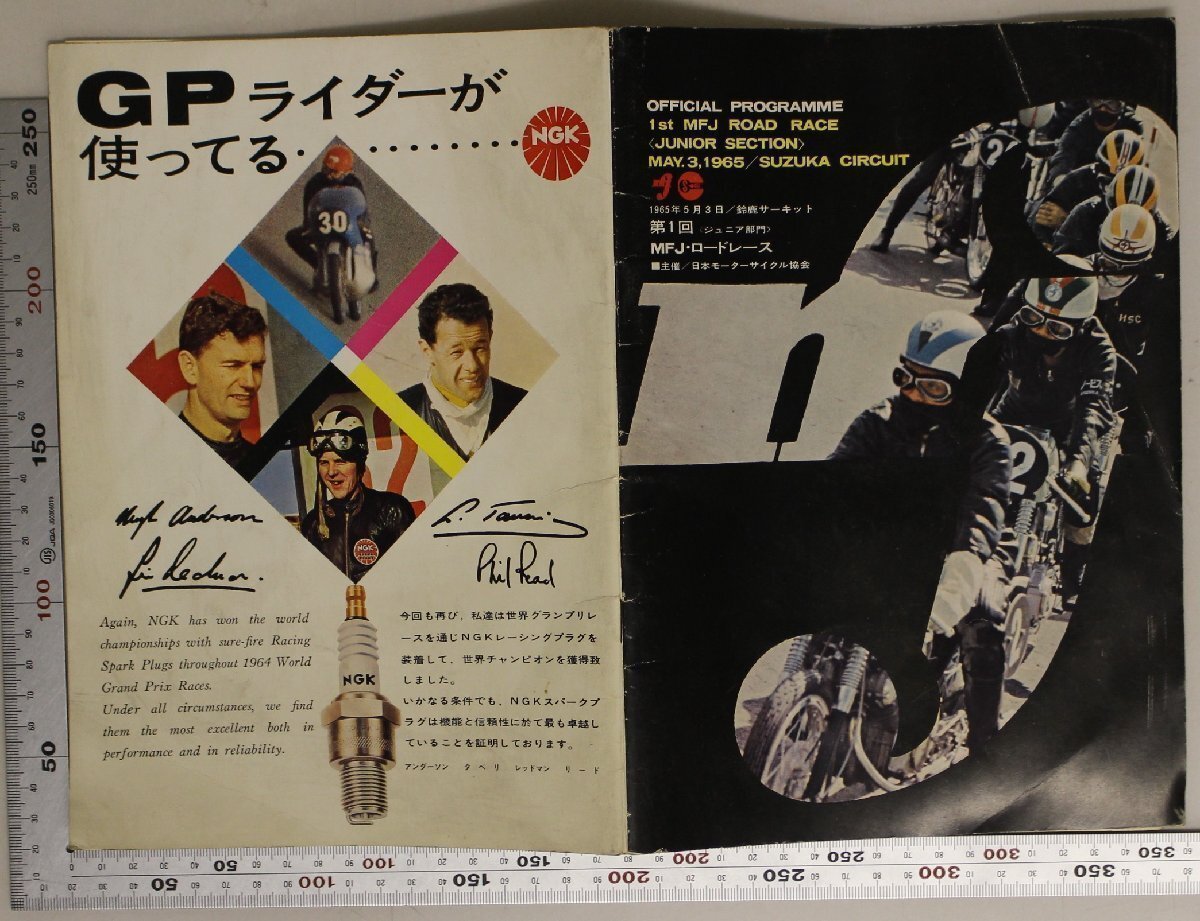 GPライダーが
使ってる・・・・・・・・・・
NGK
30
Hugh Anderson
L. Taveri
Jim Redman.
Phil Read
NGK
Again, NGK has won the world
championships with sure-fire Racing
Spark Plugs throughout 1964 World
Grand Prix Races.
Under all circumstances, we find
them the most excellent both in
performance and in reliability.
NGK
今回も再び、私達は世界グランプリレ
ースを通じNGKレーシングプラグを
装着して、世界チャンピオンを獲得致
しました。
いかなる条件でも、NGKスパークプ
ラグは機能と信頼性に於て最も卓越し
ていることを証明しております。
アンダーソン タベリ レッドマン リード
OFFICIAL PROGRAMME
1st MFJ ROAD RACE
〈JUNIOR SECTION〉
MAY.3,1965/SUZUKA CIRCUIT
1965年5月3日/鈴鹿サーキット
第1回〈ジュニア部門〉
MFJ・ロードレース
■主催/日本モーターサイクル協会
2
HSC
2
250
250mm
200
150
100
50
50 100 150 200 250 300 350
50 100 150 200 250 300 350